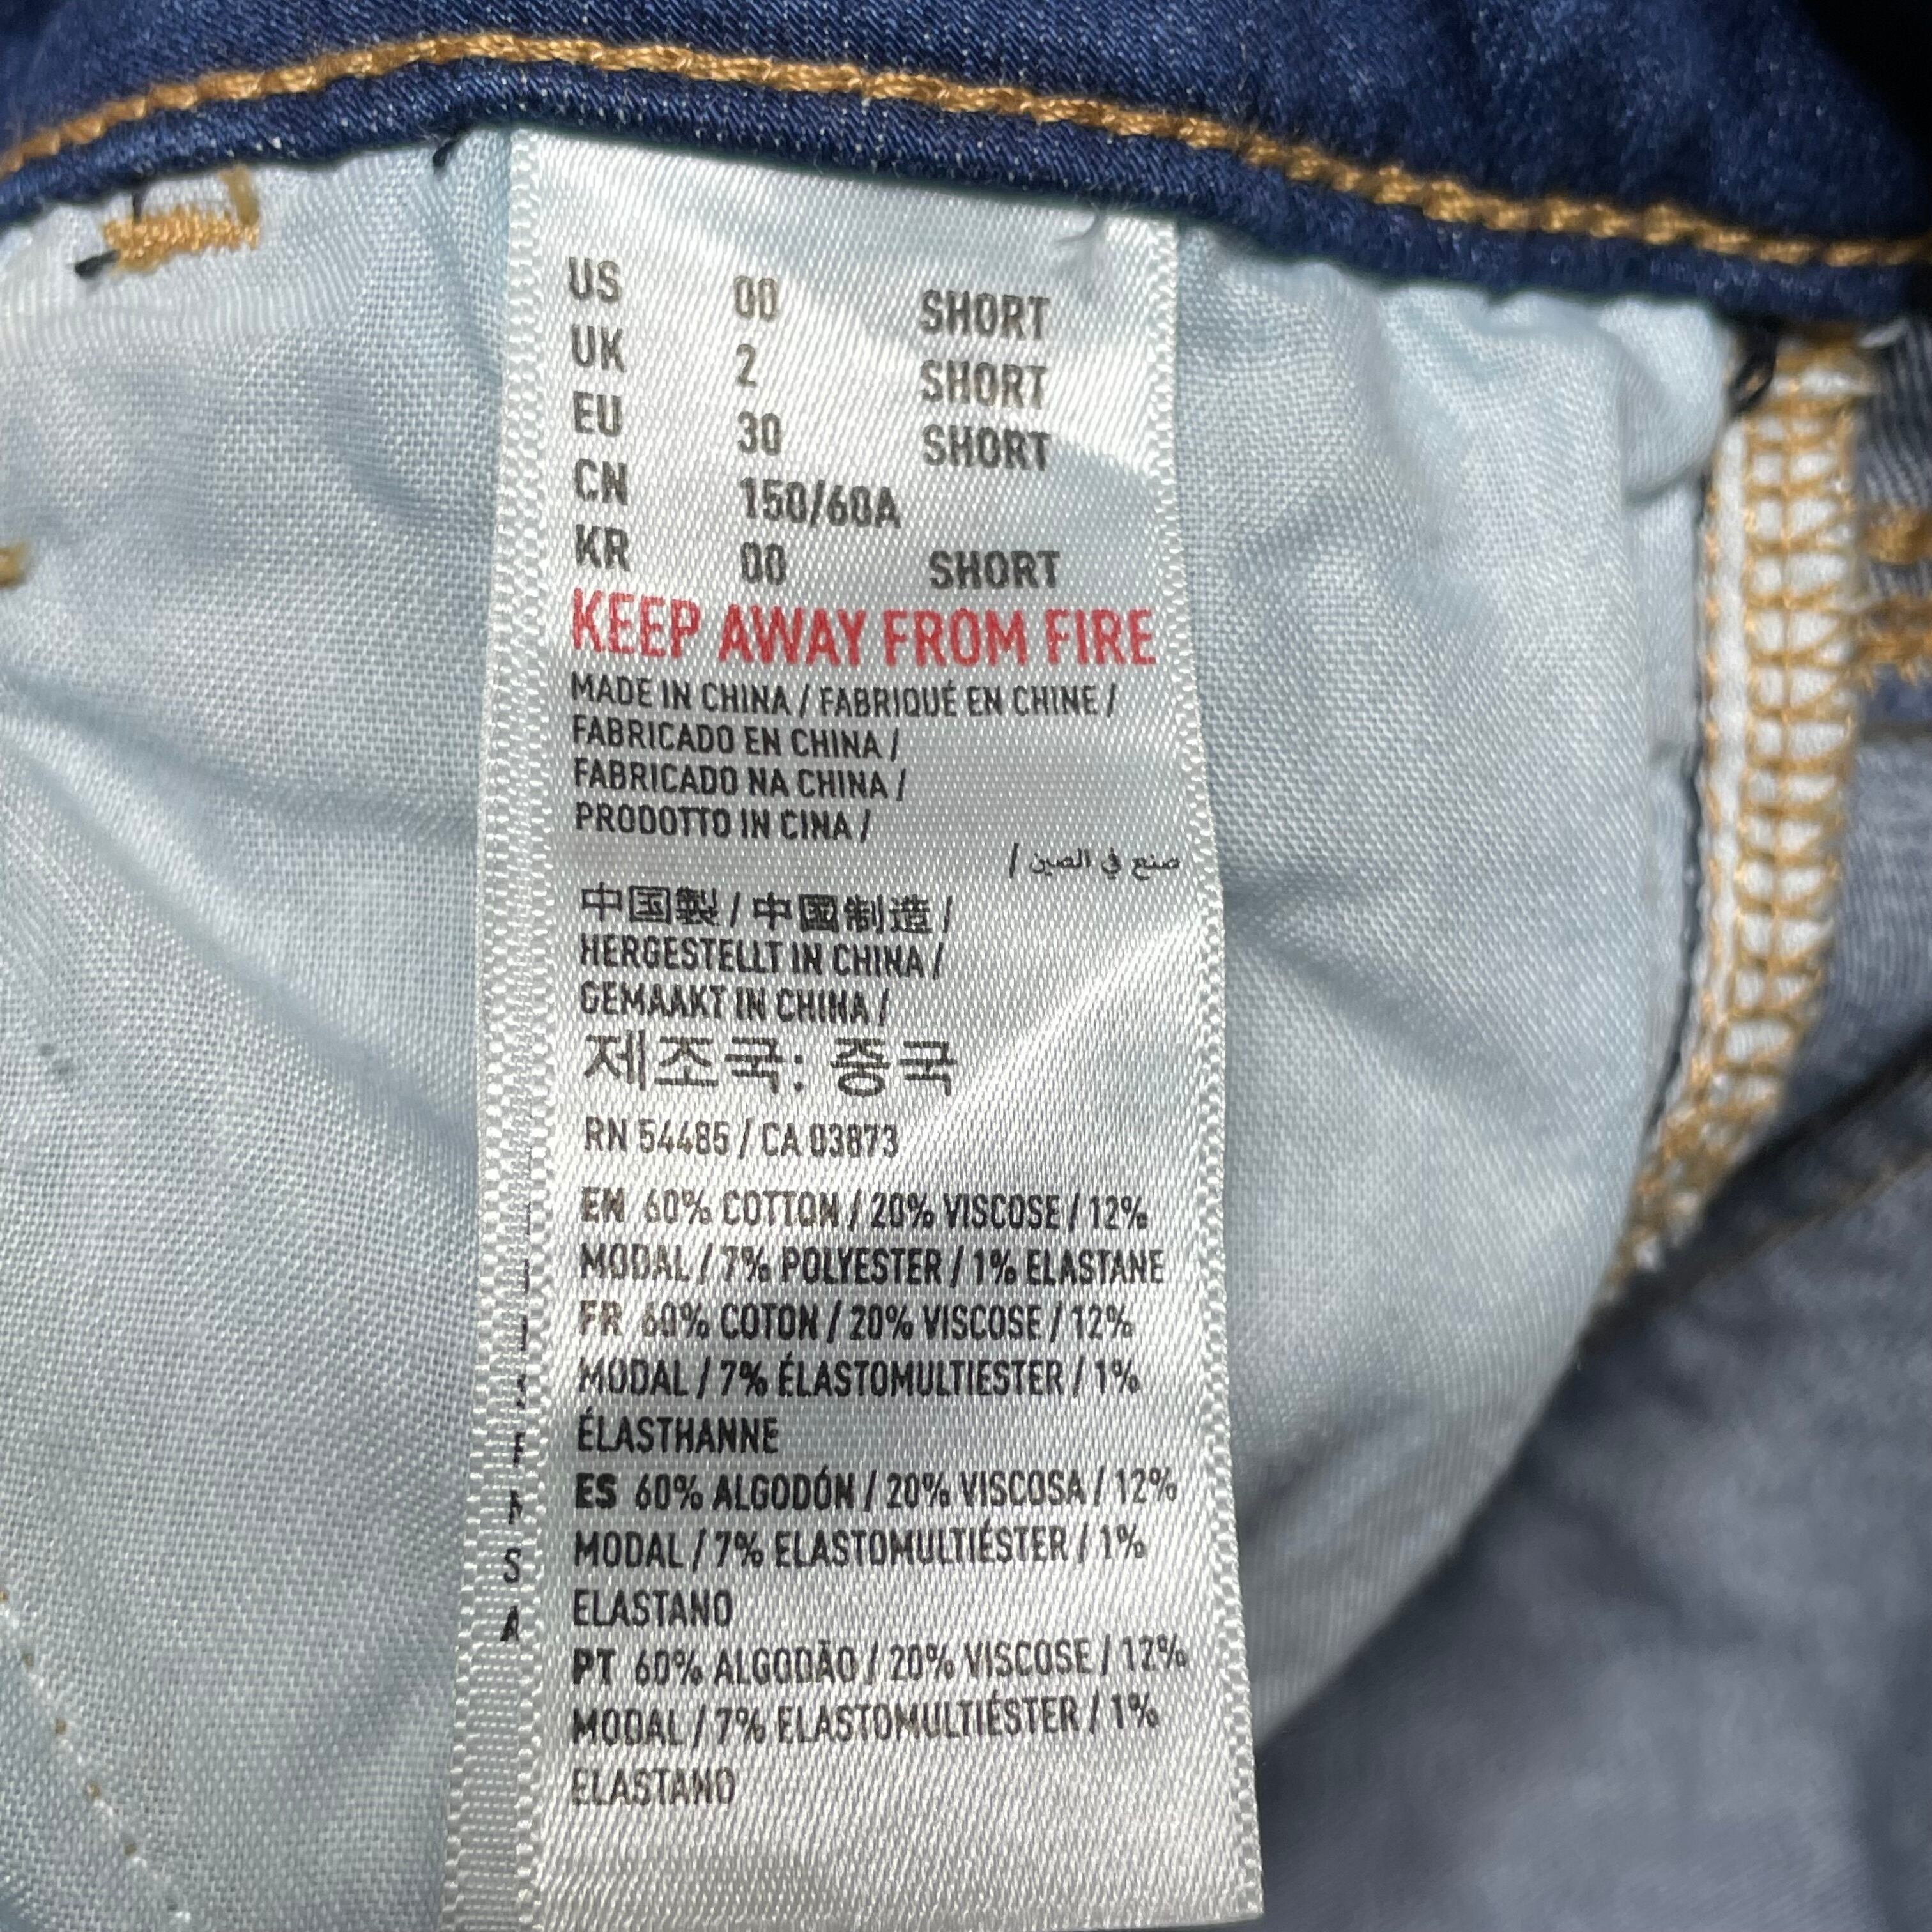 US 00 SHORT
UK 2 SHORT
EU 30 SHORT
CN 150/60A
KR 00 SHORT
KEEP AWAY FROM FIRE
MADE IN CHINA / FABRIQUÉ EN CHINE /
FABRICADO EN CHINA /
FABRICADO NA CHINA /
PRODOTTO IN CINA /
صنع في الصين /
中国製 / 中国制造 /
HERGESTELLT IN CHINA /
GEMAAKT IN CHINA /
제조국: 중국
RN 54485 / CA 03873
EN 60% COTTON / 20% VISCOSE / 12%
MODAL / 7% POLYESTER / 1% ELASTANE
FR 60% COTON / 20% VISCOSE / 12%
MODAL / 7% ÉLASTOMULTIESTER / 1%
ÉLASTHANNE
ES 60% ALGODÓN / 20% VISCOSA / 12%
MODAL / 7% ELASTOMULTIÉSTER / 1%
ELASTANO
PT 60% ALGODÃO / 20% VISCOSE / 12%
MODAL / 7% ELASTOMULTIÉSTER / 1%
ELASTANO